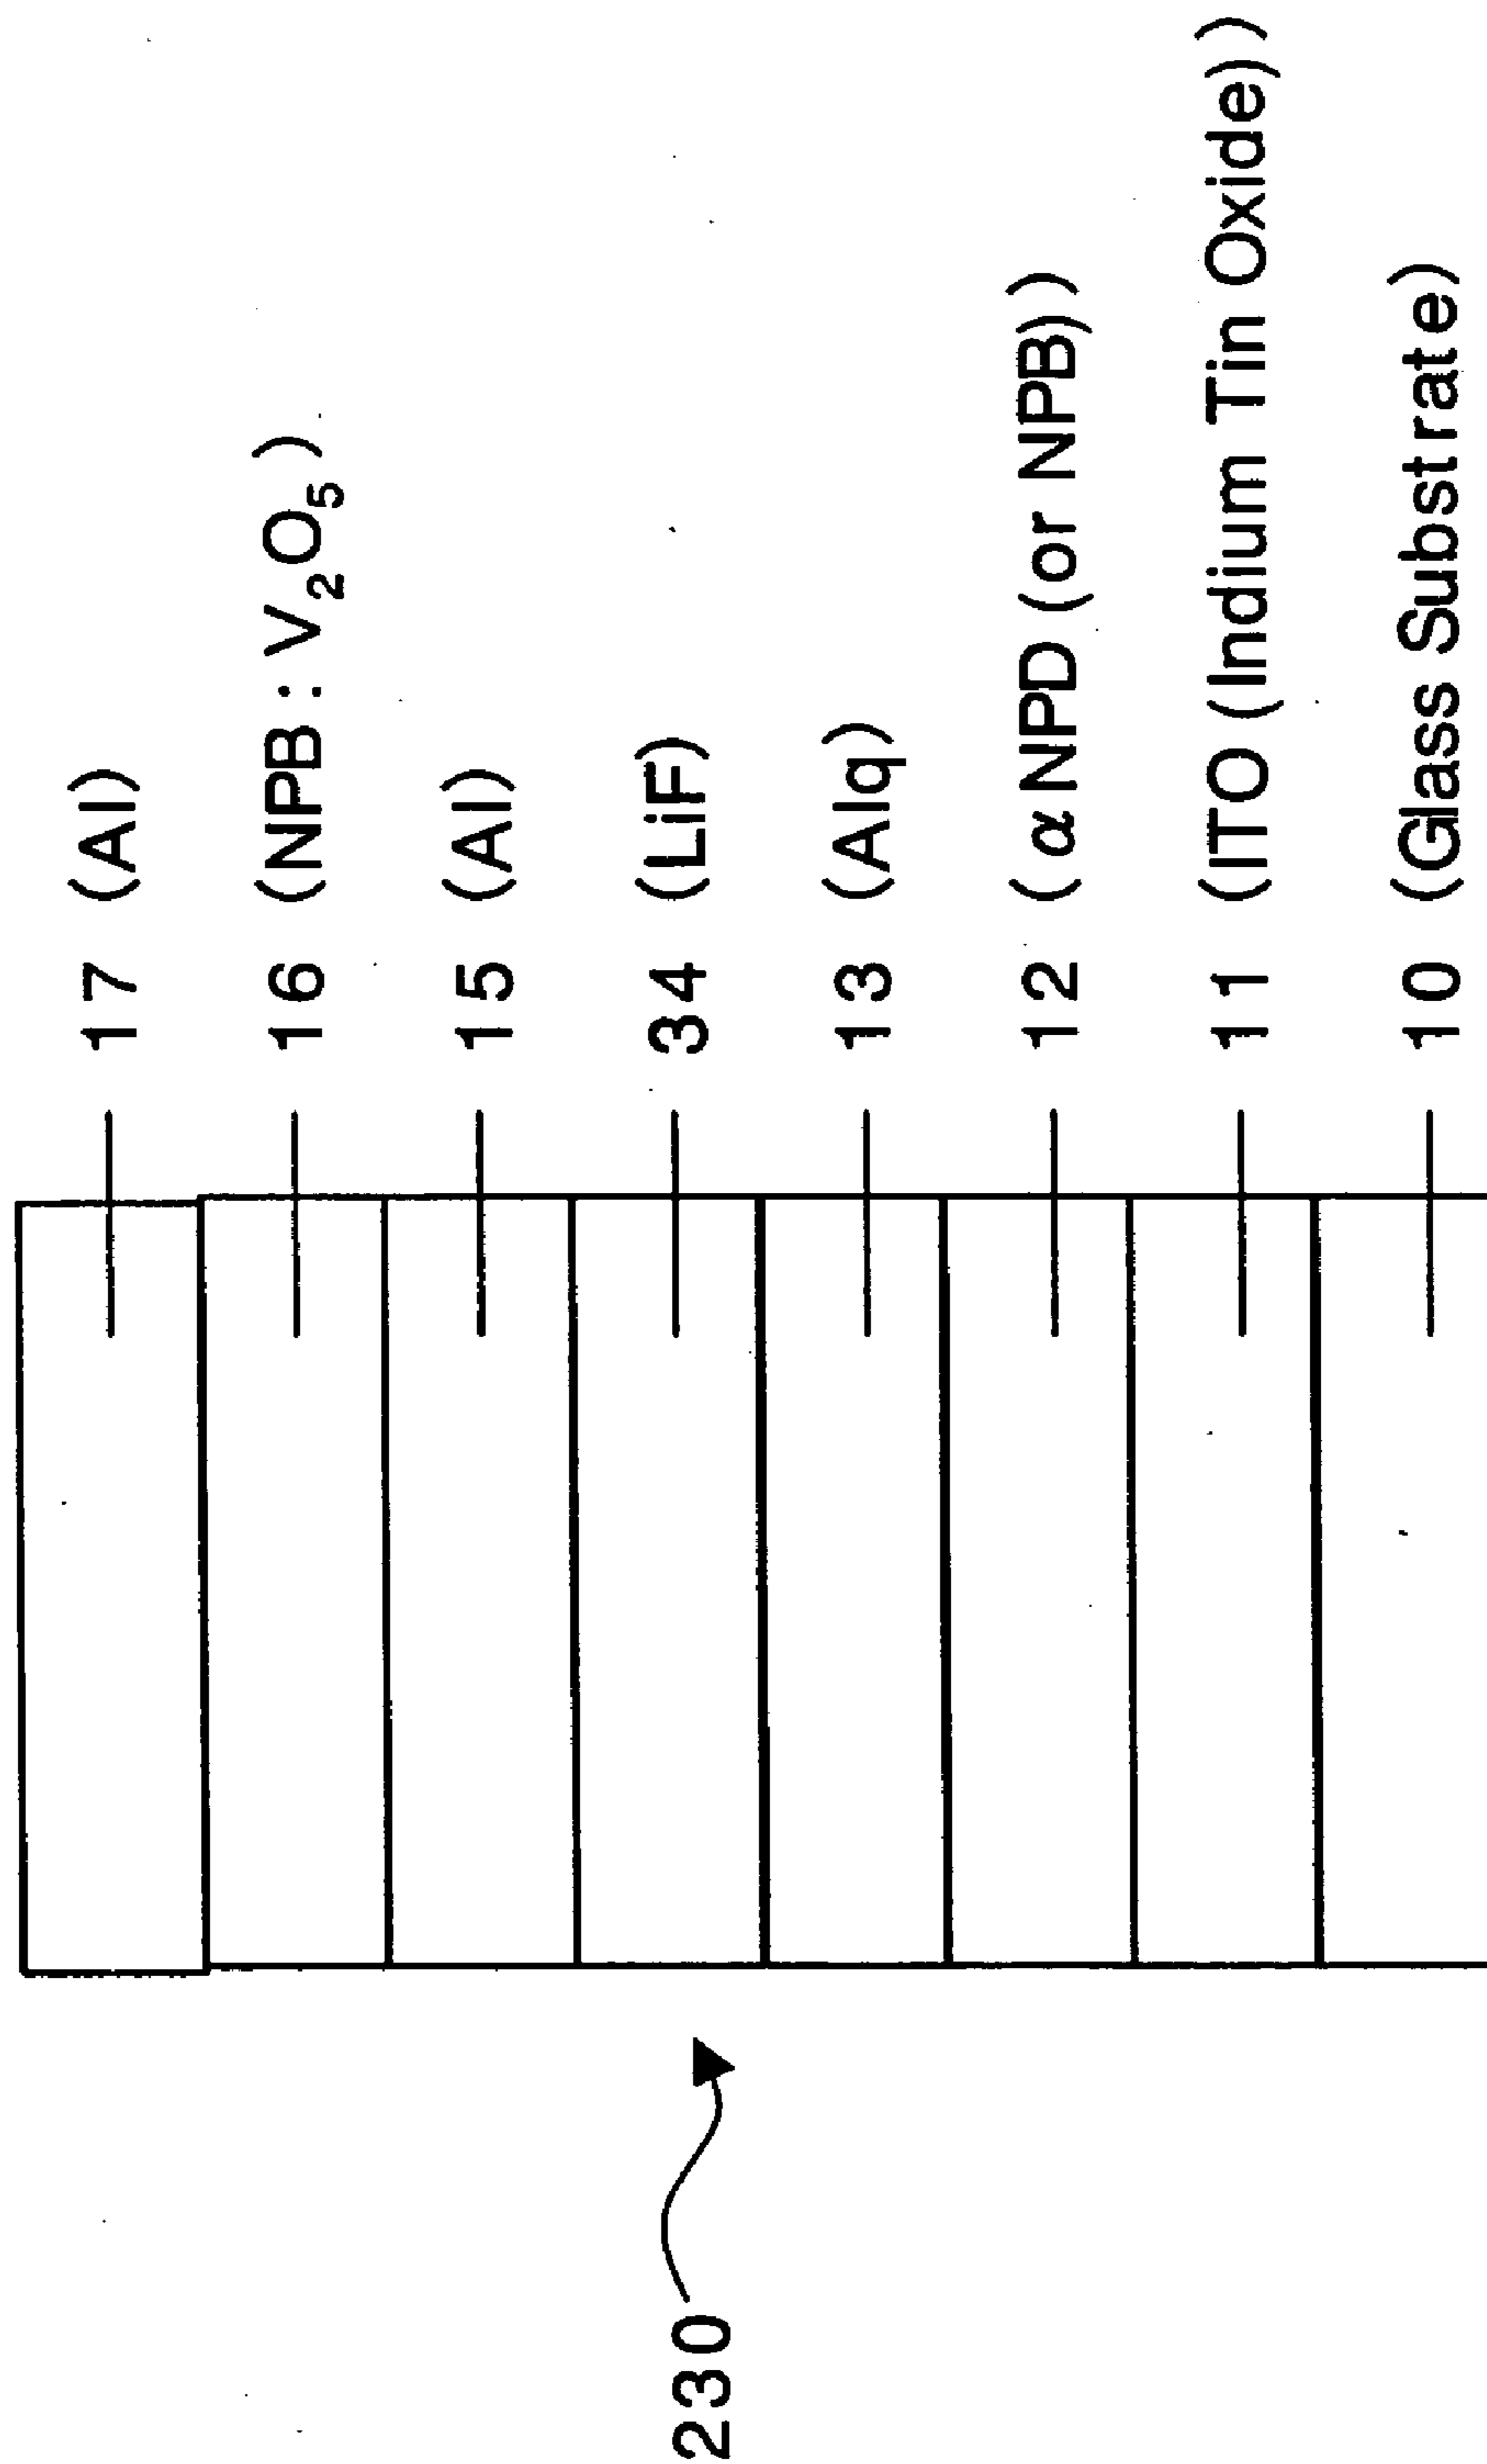 17 (Al)
16 (NPB: V₂O₅)
15 (Al)
34 (LiF)
13 (Alq)
12 (αNPD (or NPB))
11 (ITO (Indium Tin Oxide))
10 (Glass Substrate)
230